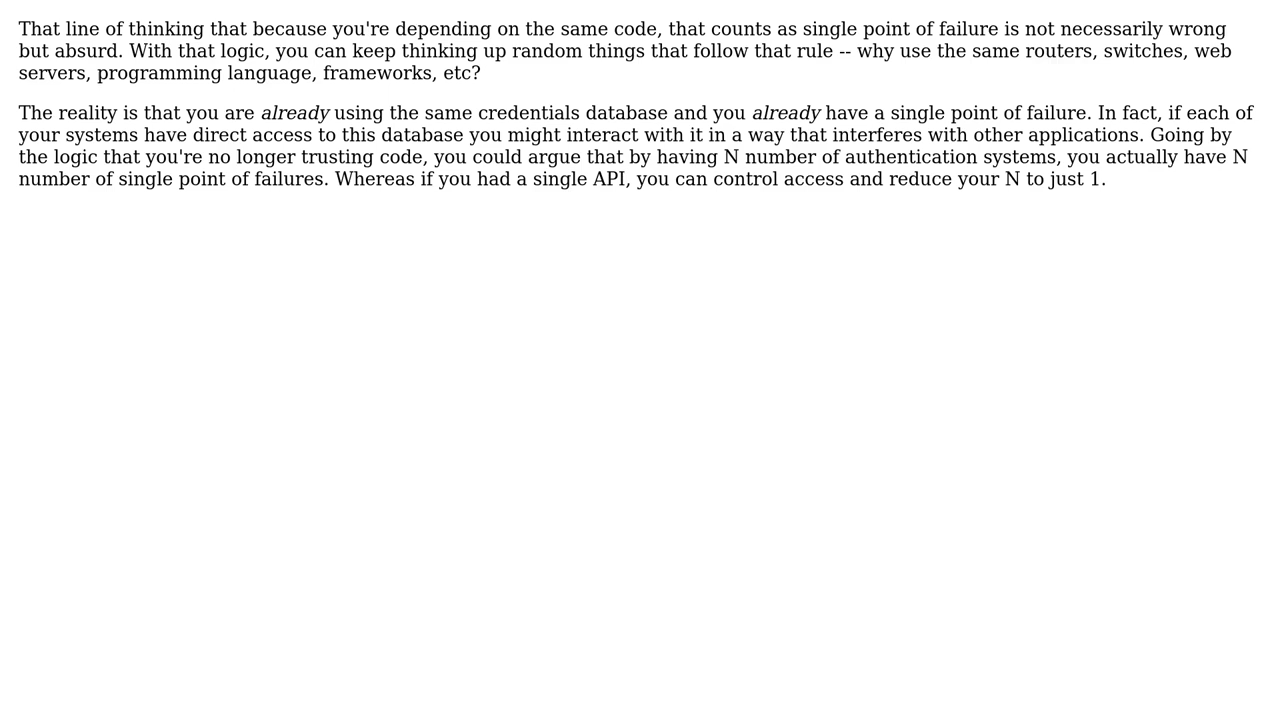 That line of thinking that because you're depending on the same code, that counts as single point of failure is not necessarily wrong
but absurd. With that logic, you can keep thinking up random things that follow that rule -- why use the same routers, switches, web
servers, programming language, frameworks, etc?
The reality is that you are already using the same credentials database and you already have a single point of failure. In fact, if each of
your systems have direct access to this database you might interact with it in a way that interferes with other applications. Going by
the logic that you're no longer trusting code, you could argue that by having N number of authentication systems, you actually have N
number of single point of failures. Whereas if you had a single API, you can control access and reduce your N to just 1.